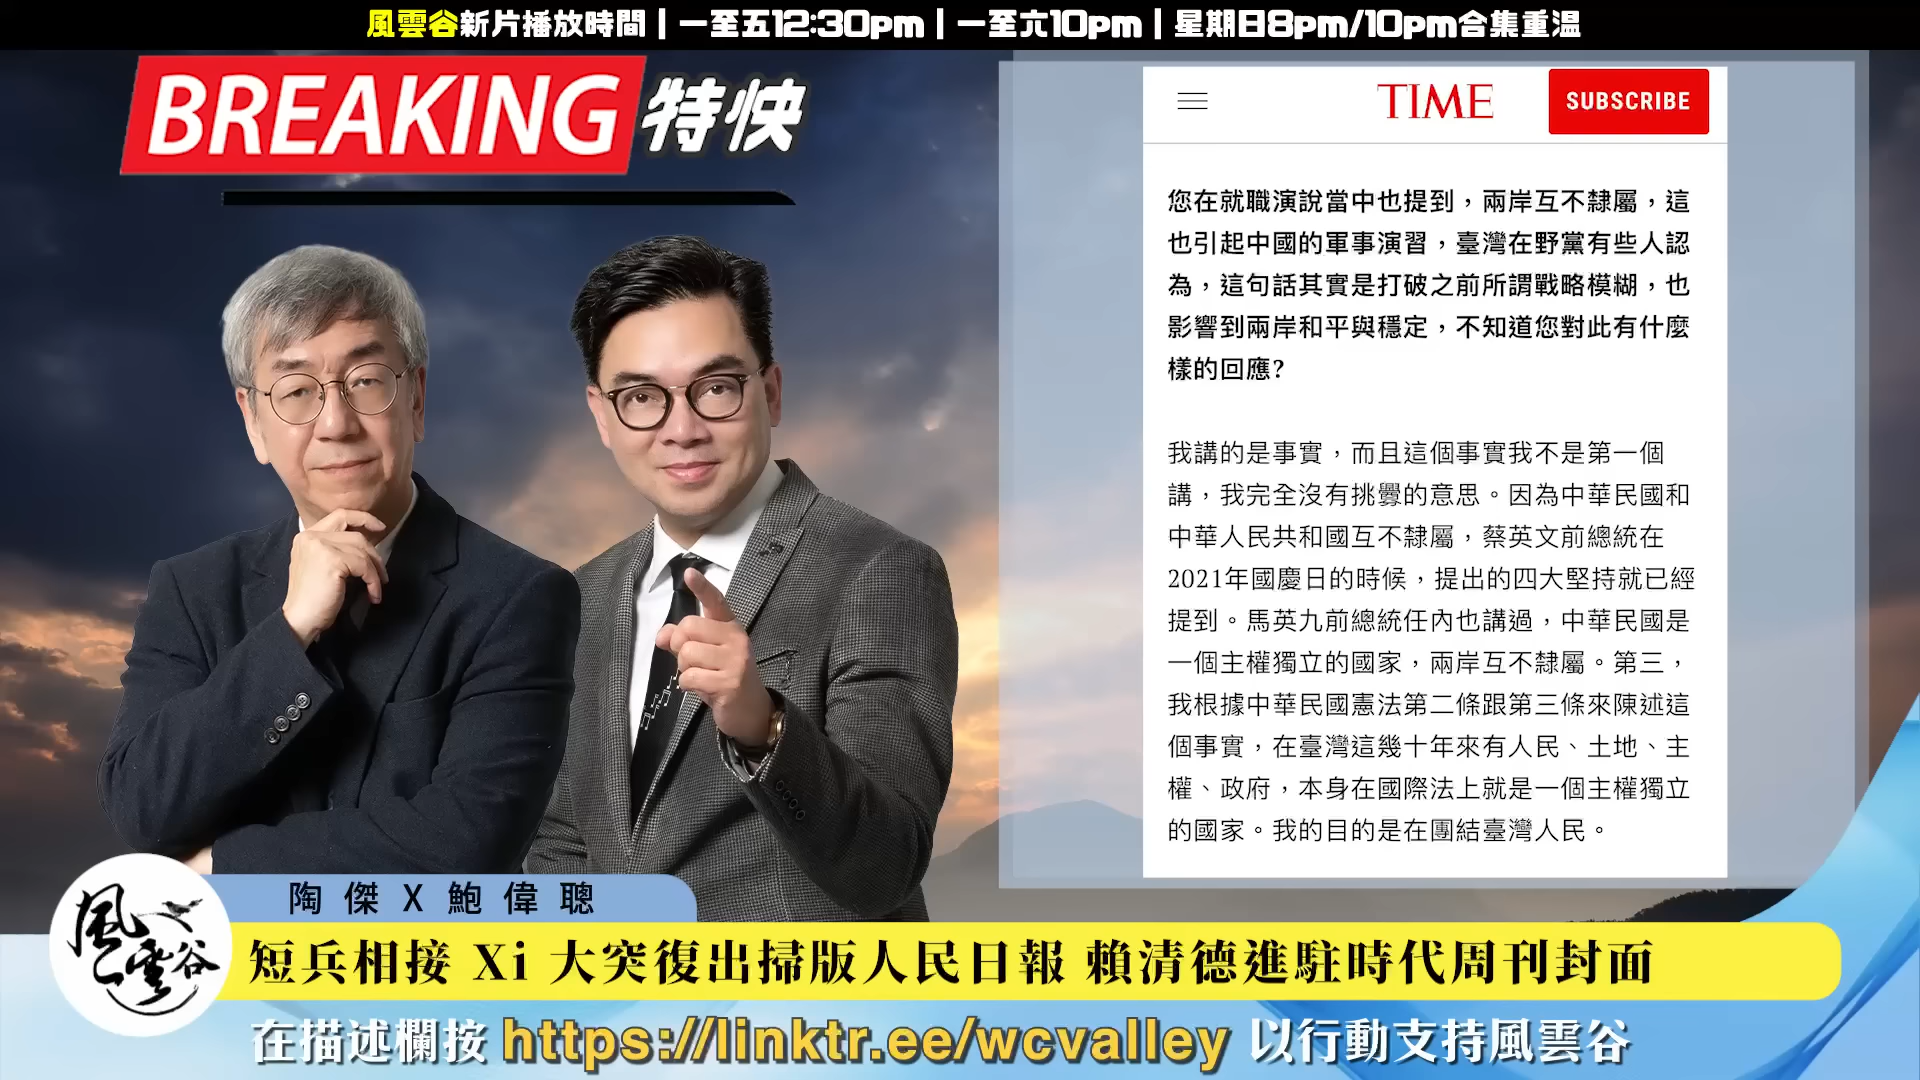 風雲谷新片播放時間 | 一至五12:30pm | 一至六10pm | 星期日8pm/10pm合集重溫
BREAKING 特快
TIME
SUBSCRIBE
您在就職演說當中也提到，兩岸互不隸屬，這
也引起中國的軍事演習，臺灣在野黨有些人認
為，這句話其實是打破之前所謂戰略模糊，也
影響到兩岸和平與穩定，不知道您對此有什麼
樣的回應?
我講的是事實，而且這個事實我不是第一個
講，我完全沒有挑釁的意思。因為中華民國和
中華人民共和國互不隸屬，蔡英文前總統在
2021年國慶日的時候，提出的四大堅持就已經
提到。馬英九前總統任內也講過，中華民國是
一個主權獨立的國家，兩岸互不隸屬。第三，
我根據中華民國憲法第二條跟第三條來陳述這
個事實，在臺灣這幾十年來有人民、土地、主
權、政府，本身在國際法上就是一個主權獨立
的國家。我的目的是在團結臺灣人民。
陶傑 X 鮑偉聰
風雲谷
短兵相接 Xi 大突復出掃版人民日報 賴清德進駐時代周刊封面
在描述欄按 https://linktr.ee/wcvalley 以行動支持風雲谷